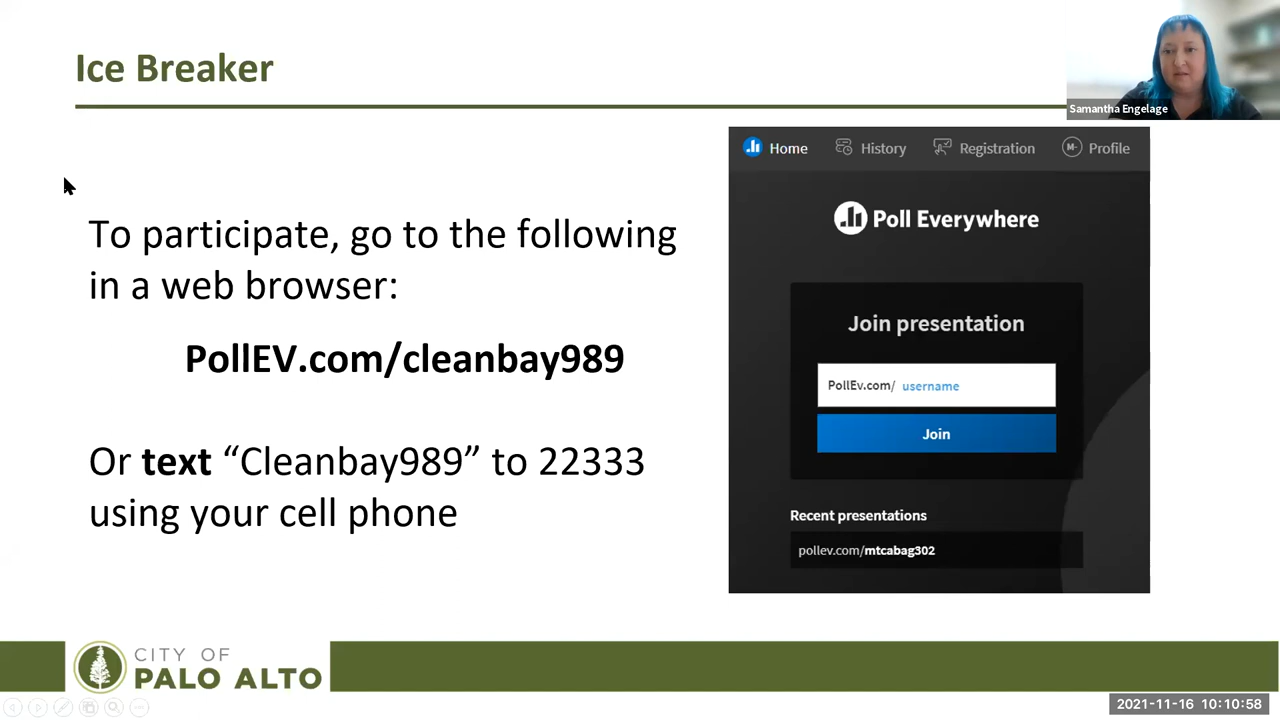 Ice Breaker
Samantha Engelage
To participate, go to the following
in a web browser:
PollEV.com/cleanbay989
Or text “Cleanbay989” to 22333
using your cell phone
Home History Registration M- Profile
Poll Everywhere
Join presentation
PollEv.com/ username
Join
Recent presentations
pollev.com/mtcabag302
CITY OF
PALO ALTO
2021-11-16 10:10:58